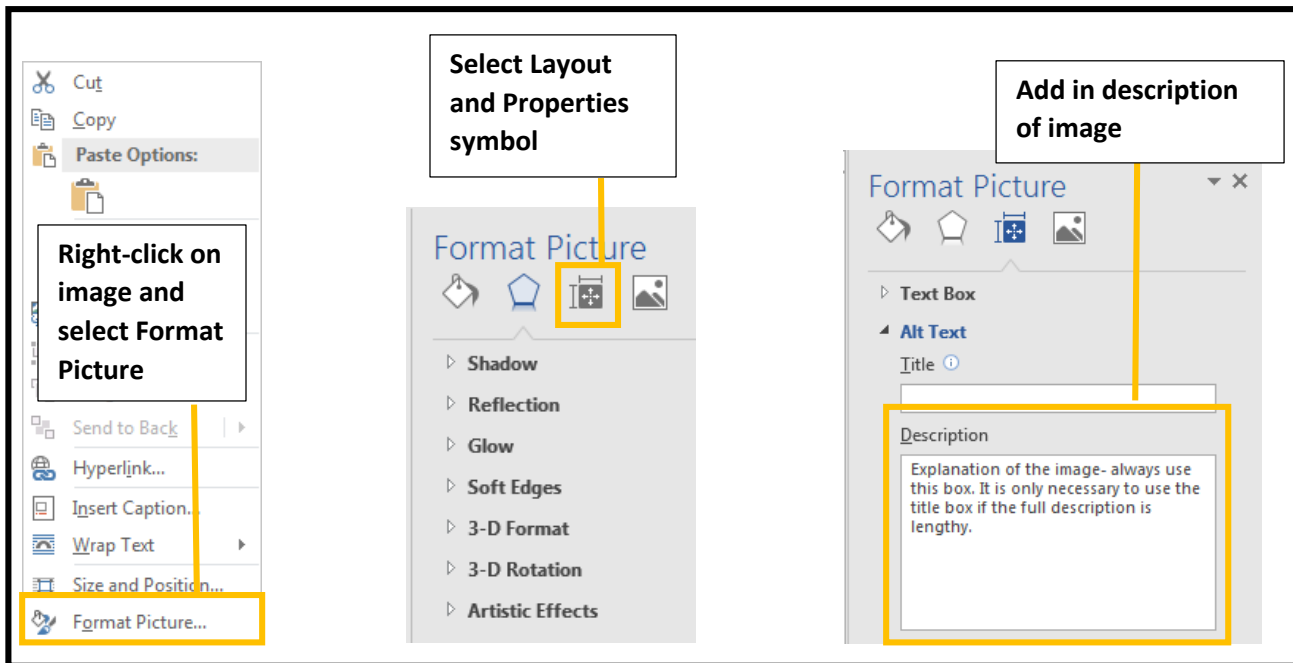 Cut
Copy
Paste Options:
Right-click on
image and
select Format
Picture
Send to Back
Hyperlink...
Insert Caption...
Wrap Text
Size and Position...
Format Picture...
Select Layout
and Properties
symbol
Format Picture
Shadow
Reflection
Glow
Soft Edges
3-D Format
3-D Rotation
Artistic Effects
Add in description
of image
Format Picture
Text Box
Alt Text
Title
Description
Explanation of the image- always use
this box. It is only necessary to use the
title box if the full description is
lengthy.